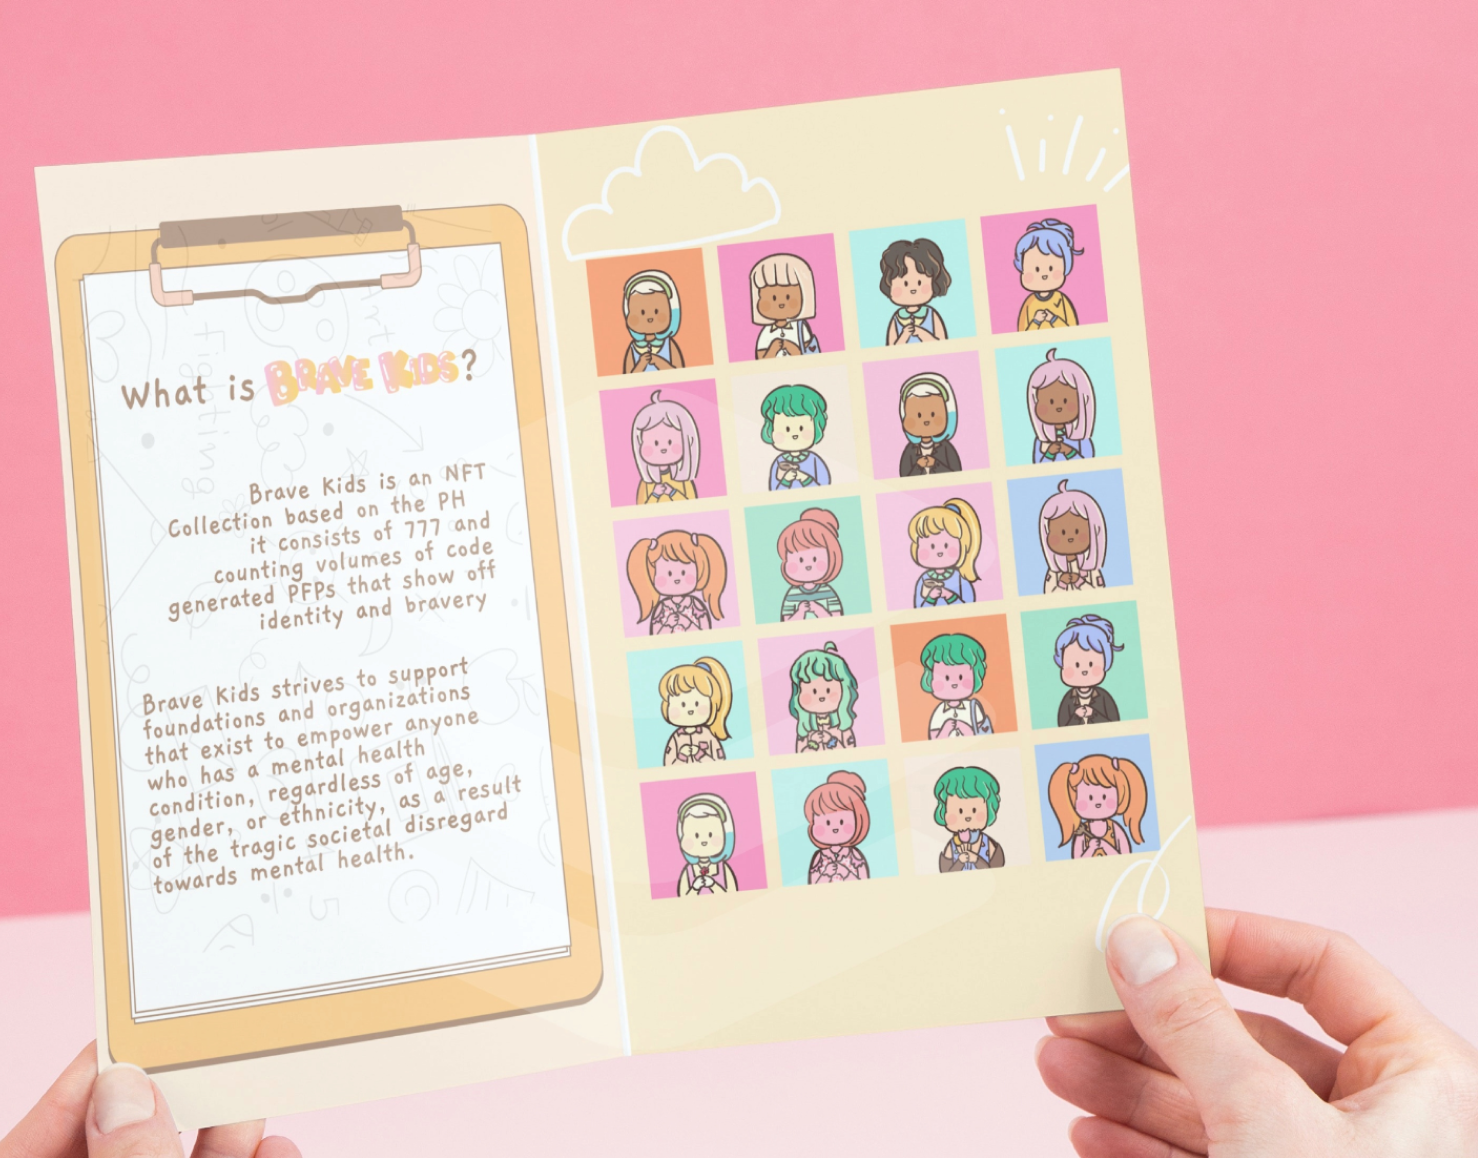 What is BRAVE KIDS?
Brave Kids is an NFT
Collection based on the PH
it consists of 777 and
counting volumes of code
generated PFPs that show off
identity and bravery
Brave Kids strives to support
foundations and organizations
that exist to empower anyone
who has a mental health
condition, regardless of age,
gender, or ethnicity, as a result
of the tragic societal disregard
towards mental health.